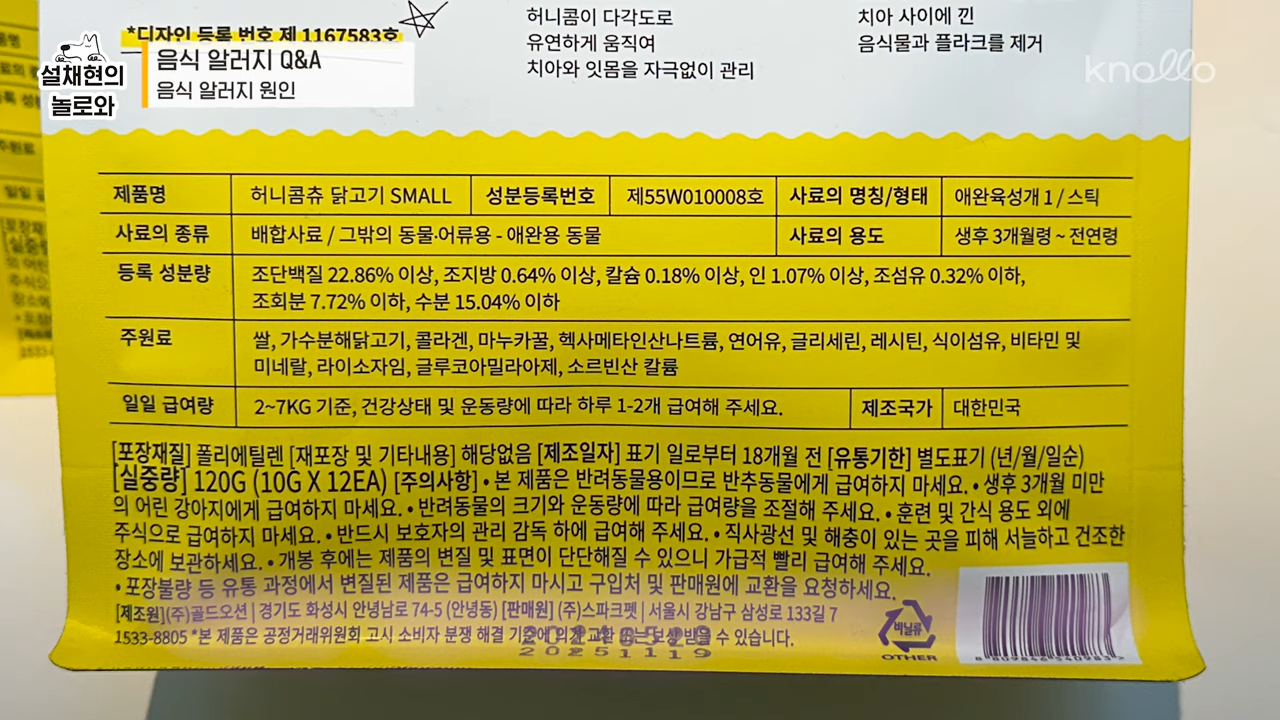 *디자인 등록 번호 제 1167583호
설채현의
놀로와
음식 알러지 Q&A
음식 알러지 원인
허니콤이 다각도로
유연하게 움직여
치아와 잇몸을 자극없이 관리
치아 사이에 낀
음식물과 플라크를 제거
knollo
제품명 허니콤츄 닭고기 SMALL 성분등록번호 제55W010008호 사료의 명칭/형태 애완육성개 1 / 스틱
사료의 종류 배합사료 / 그밖의 동물·어류용 - 애완용 동물 사료의 용도 생후 3개월령 ~ 전연령
등록 성분량 조단백질 22.86% 이상, 조지방 0.64% 이상, 칼슘 0.18% 이상, 인 1.07% 이상, 조섬유 0.32% 이하,
조회분 7.72% 이하, 수분 15.04% 이하
주원료 쌀, 가수분해닭고기, 콜라겐, 마누카꿀, 헥사메타인산나트륨, 연어유, 글리세린, 레시틴, 식이섬유, 비타민 및
미네랄, 라이소자임, 글루코아밀라아제, 소르빈산 칼륨
일일 급여량 2~7KG 기준, 건강상태 및 운동량에 따라 하루 1-2개 급여해 주세요. 제조국가 대한민국
[포장재질] 폴리에틸렌 [재포장 및 기타내용] 해당없음 [제조일자] 표기 일로부터 18개월 전 [유통기한] 별도표기 (년/월/일순)
[실중량] 120G (10G X 12EA) [주의사항] • 본 제품은 반려동물용이므로 반추동물에게 급여하지 마세요. • 생후 3개월 미만
의 어린 강아지에게 급여하지 마세요. • 반려동물의 크기와 운동량에 따라 급여량을 조절해 주세요. • 훈련 및 간식 용도 외에
주식으로 급여하지 마세요. • 반드시 보호자의 관리 감독 하에 급여해 주세요. • 직사광선 및 해충이 있는 곳을 피해 서늘하고 건조한
장소에 보관하세요. • 개봉 후에는 제품의 변질 및 표면이 단단해질 수 있으니 가급적 빨리 급여해 주세요.
• 포장불량 등 유통 과정에서 변질된 제품은 급여하지 마시고 구입처 및 판매원에 교환을 요청하세요.
[제조원](주)골드오션 | 경기도 화성시 안녕남로 74-5 (안녕동) [판매원] (주)스파크펫 | 서울시 강남구 삼성로 133길 7
1533-8805 *본 제품은 공정거래위원회 고시 소비자 분쟁 해결 기준에 의거 교환 또는 보상 받을 수 있습니다.
20251119
비닐류
OTHER